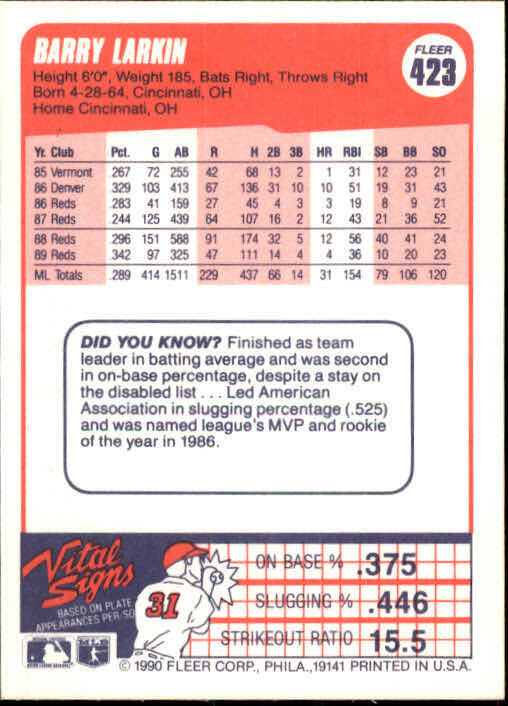 BARRY LARKIN
FLEER
423
Height 6'0", Weight 185, Bats Right, Throws Right
Born 4-28-64, Cincinnati, OH
Home Cincinnati, OH
Yr. Club Pct. G AB R H 2B 3B HR RBI SB BB SO
85 Vermont .267 72 255 42 68 13 2 1 31 12 23 21
86 Denver .329 103 413 67 136 31 10 10 51 19 31 43
86 Reds .283 41 159 27 45 4 3 3 19 8 9 21
87 Reds .244 125 439 64 107 16 2 12 43 21 36 52
88 Reds .296 151 588 91 174 32 5 12 56 40 41 24
89 Reds .342 97 325 47 111 14 4 4 36 10 20 23
ML Totals .289 414 1511 229 437 66 14 31 154 79 106 120
DID YOU KNOW? Finished as team
leader in batting average and was second
in on-base percentage, despite a stay on
the disabled list . . . Led American
Association in slugging percentage (.525)
and was named league's MVP and rookie
of the year in 1986.
Vital
Signs
BASED ON PLATE
APPEARANCES PER/SO
31
ON BASE % .375
SLUGGING % .446
STRIKEOUT RATIO 15.5
© 1990 FLEER CORP., PHILA., 19141 PRINTED IN U.S.A.